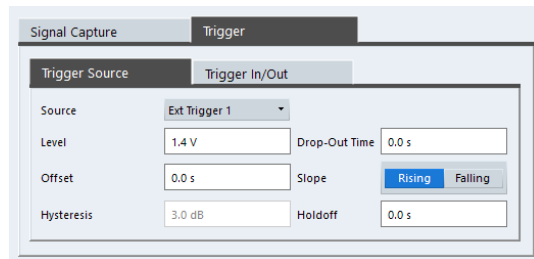 Signal Capture Trigger
Trigger Source Trigger In/Out
Source Ext Trigger 1
Level 1.4 V Drop-Out Time 0.0 s
Offset 0.0 s Slope Rising Falling
Hysteresis 3.0 dB Holdoff 0.0 s